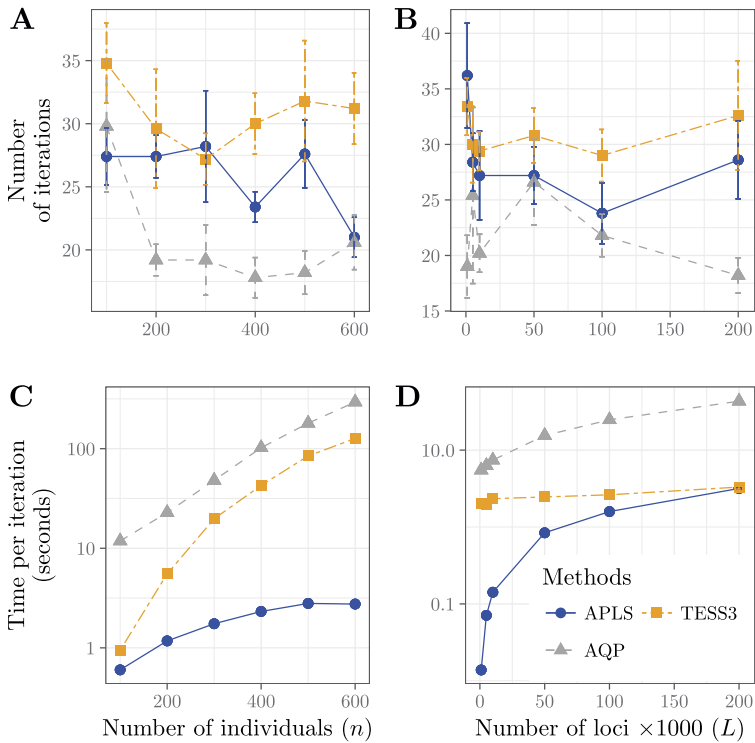 A
B
Number
of iterations
35
30
25
20
200
400
600
40
35
30
25
20
15
0
50
100
150
200
C
D
Time per iteration
(seconds)
100
10
1
200
400
600
Number of individuals (n)
10.0
0.1
0
50
100
150
200
Number of loci ×1000 (L)
Methods
APLS
TESS3
AQP